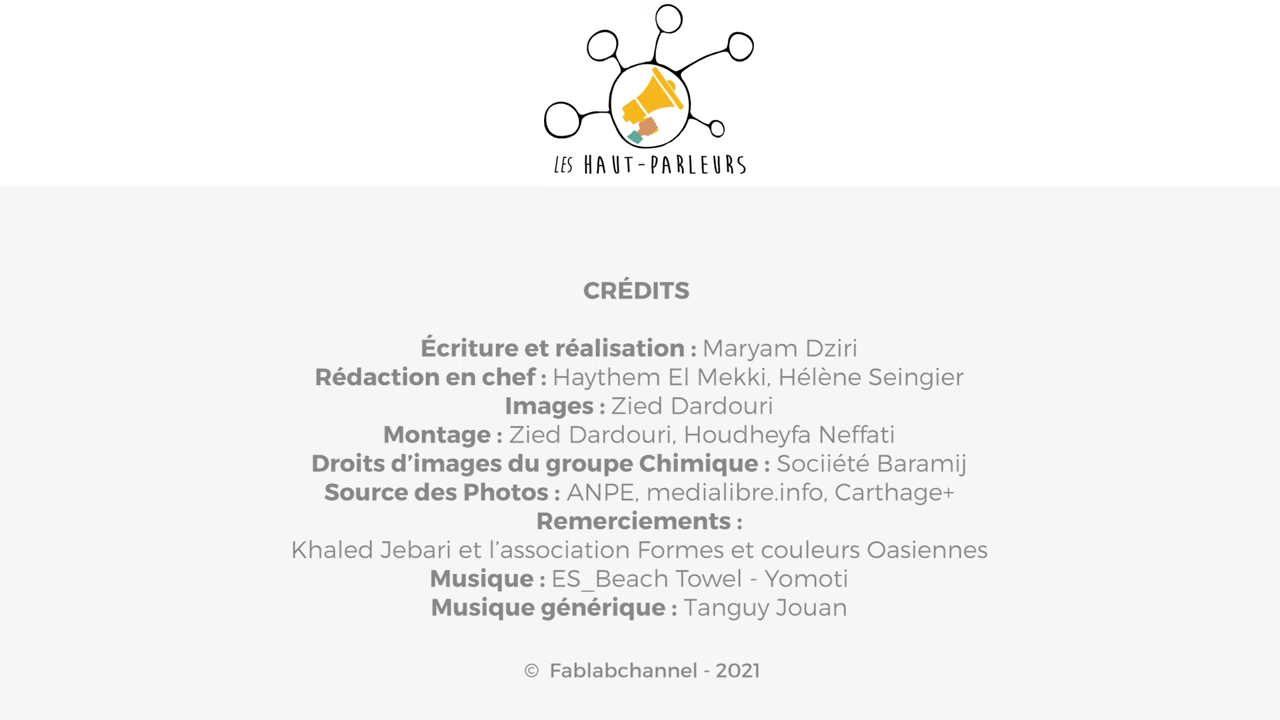 LES HAUT-PARLEURS
CRÉDITS
Écriture et réalisation : Maryam Dziri
Rédaction en chef : Haythem El Mekki, Hélène Seingier
Images : Zied Dardouri
Montage : Zied Dardouri, Houdheyfa Neffati
Droits d’images du groupe Chimique : Sociiété Baramij
Source des Photos : ANPE, medialibre.info, Carthage+
Remerciements :
Khaled Jebari et l’association Formes et couleurs Oasiennes
Musique : ES_Beach Towel - Yomoti
Musique générique : Tanguy Jouan
© Fablabchannel - 2021